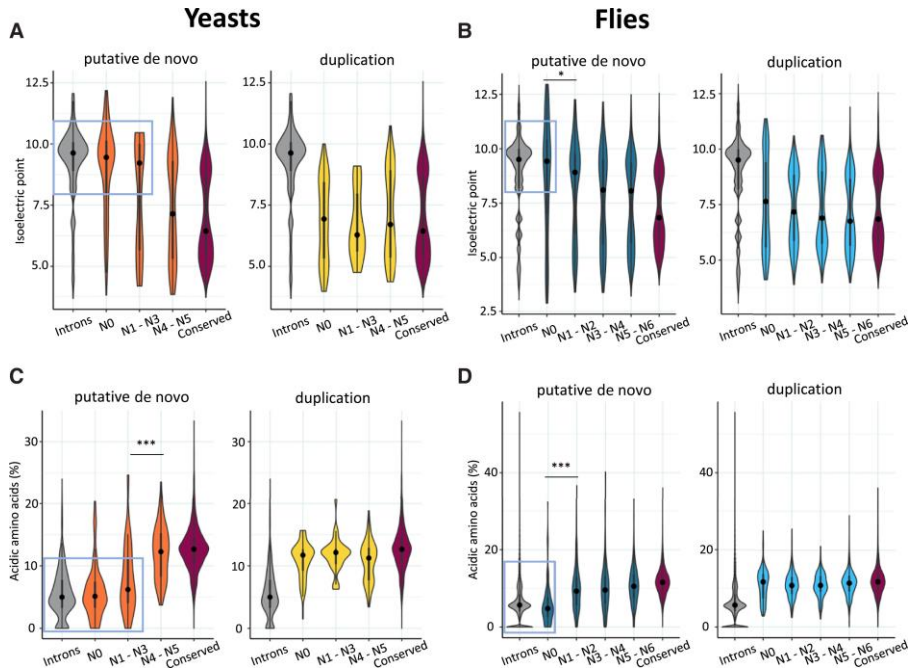 Yeasts
Flies
A
putative de novo
duplication
Isoelectric point
12.5
10.0
7.5
5.0
Introns
N0
N1 - N3
N4 - N5
Conserved
12.5
10.0
7.5
5.0
Introns
N0
N1 - N3
N4 - N5
Conserved
B
putative de novo
duplication
*
Isoelectric point
12.5
10.0
7.5
5.0
2.5
Introns
N0
N1 - N2
N3 - N4
N5 - N6
Conserved
12.5
10.0
7.5
5.0
2.5
Introns
N0
N1 - N2
N3 - N4
N5 - N6
Conserved
C
putative de novo
duplication
***
Acidic amino acids (%)
30
20
10
0
Introns
N0
N1 - N3
N4 - N5
Conserved
30
20
10
0
Introns
N0
N1 - N3
N4 - N5
Conserved
D
putative de novo
duplication
***
Acidic amino acids (%)
40
20
0
Introns
N0
N1 - N2
N3 - N4
N5 - N6
Conserved
40
20
0
Introns
N0
N1 - N2
N3 - N4
N5 - N6
Conserved